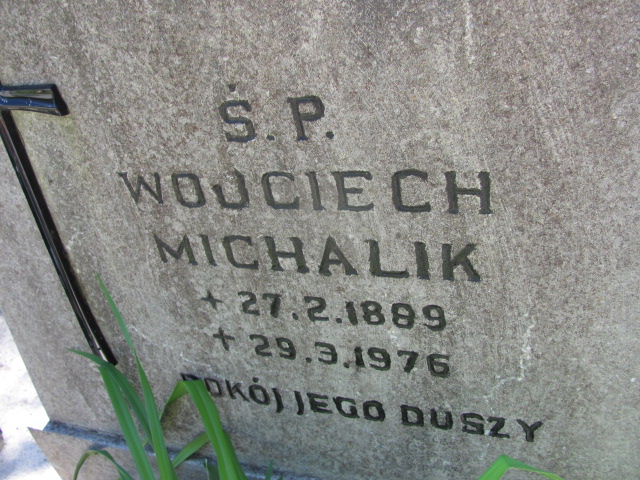 Ś.P.
WOJCIECH
MICHALIK
+ 27.2.1889
+ 29.3.1976
POKÓJ JEGO DUSZY